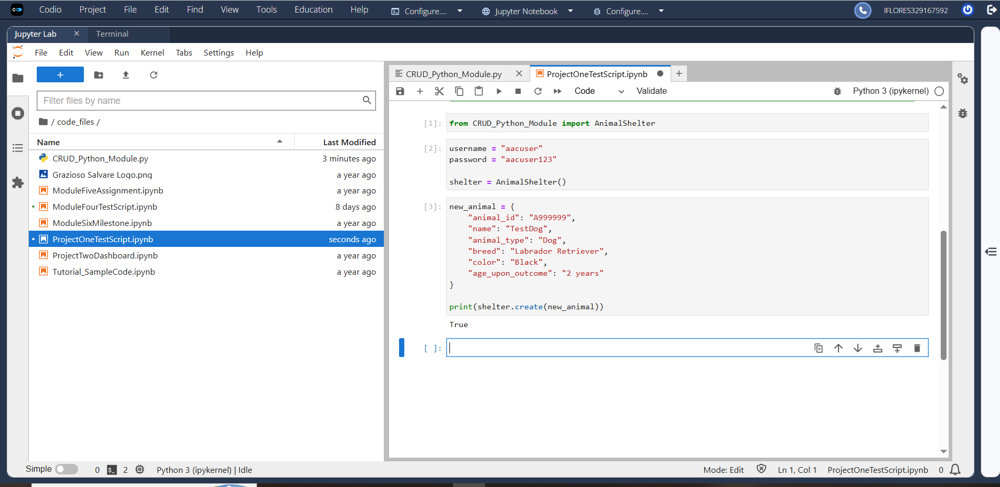 Codio Project File Edit Find View Tools Education Help Configure.... Jupyter Notebook Configure.... IFLORES329167592
Jupyter Lab Terminal
File Edit View Run Kernel Tabs Settings Help
CRUD_Python_Module.py ProjectOneTestScript.ipynb
Code Validate Python 3 (ipykernel)
Filter files by name
/ code_files /
Name Last Modified
CRUD_Python_Module.py 3 minutes ago
Grazioso Salvare Logo.png a year ago
ModuleFiveAssignment.ipynb a year ago
ModuleFourTestScript.ipynb 8 days ago
ModuleSixMilestone.ipynb a year ago
ProjectOneTestScript.ipynb seconds ago
ProjectTwoDashboard.ipynb a year ago
Tutorial_SampleCode.ipynb a year ago
[1]: from CRUD_Python_Module import AnimalShelter
[2]: username = "aacuser"
password = "aacuser123"
shelter = AnimalShelter()
[3]: new_animal = {
"animal_id": "A999999",
"name": "TestDog",
"animal_type": "Dog",
"breed": "Labrador Retriever",
"color": "Black",
"age_upon_outcome": "2 years"
}
print(shelter.create(new_animal))
True
[ ]:
Simple 0 $_ 2 Python 3 (ipykernel) | Idle Mode: Edit Ln 1, Col 1 ProjectOneTestScript.ipynb 0